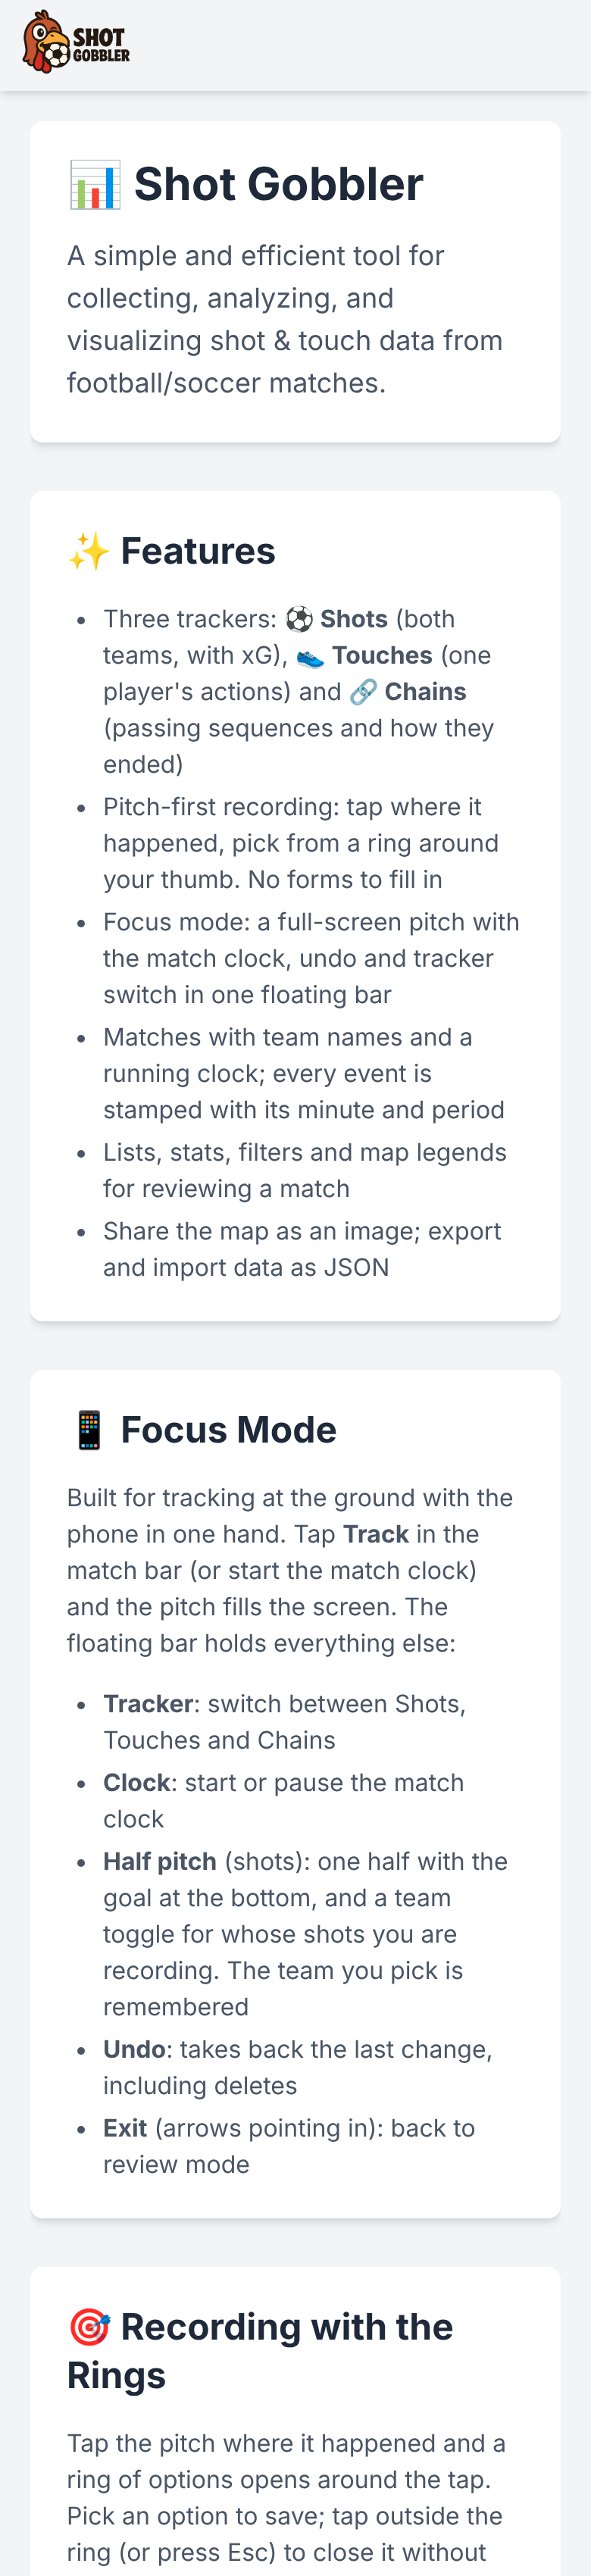 SHOT
GOBBLER
📊 Shot Gobbler
A simple and efficient tool for
collecting, analyzing, and
visualizing shot & touch data from
football/soccer matches.
✨ Features
• Three trackers: ⚽ Shots (both
teams, with xG), 👟 Touches (one
player's actions) and 🔗 Chains
(passing sequences and how they
ended)
• Pitch-first recording: tap where it
happened, pick from a ring around
your thumb. No forms to fill in
• Focus mode: a full-screen pitch with
the match clock, undo and tracker
switch in one floating bar
• Matches with team names and a
running clock; every event is
stamped with its minute and period
• Lists, stats, filters and map legends
for reviewing a match
• Share the map as an image; export
and import data as JSON
📱 Focus Mode
Built for tracking at the ground with the
phone in one hand. Tap Track in the
match bar (or start the match clock)
and the pitch fills the screen. The
floating bar holds everything else:
• Tracker: switch between Shots,
Touches and Chains
• Clock: start or pause the match
clock
• Half pitch (shots): one half with the
goal at the bottom, and a team
toggle for whose shots you are
recording. The team you pick is
remembered
• Undo: takes back the last change,
including deletes
• Exit (arrows pointing in): back to
review mode
🎯 Recording with the
Rings
Tap the pitch where it happened and a
ring of options opens around the tap.
Pick an option to save; tap outside the
ring (or press Esc) to close it without